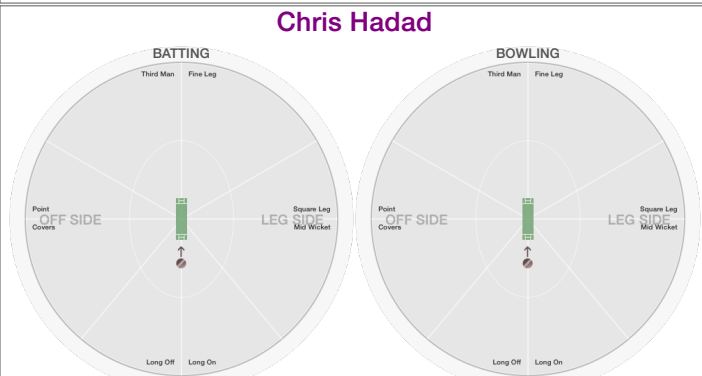 Chris Hadad
BATTING
Third Man Fine Leg
Point
OFF SIDE
Covers
Square Leg
LEG SIDE
Mid Wicket
Long Off Long On
BOWLING
Third Man Fine Leg
Point
OFF SIDE
Covers
Square Leg
LEG SIDE
Mid Wicket
Long Off Long On